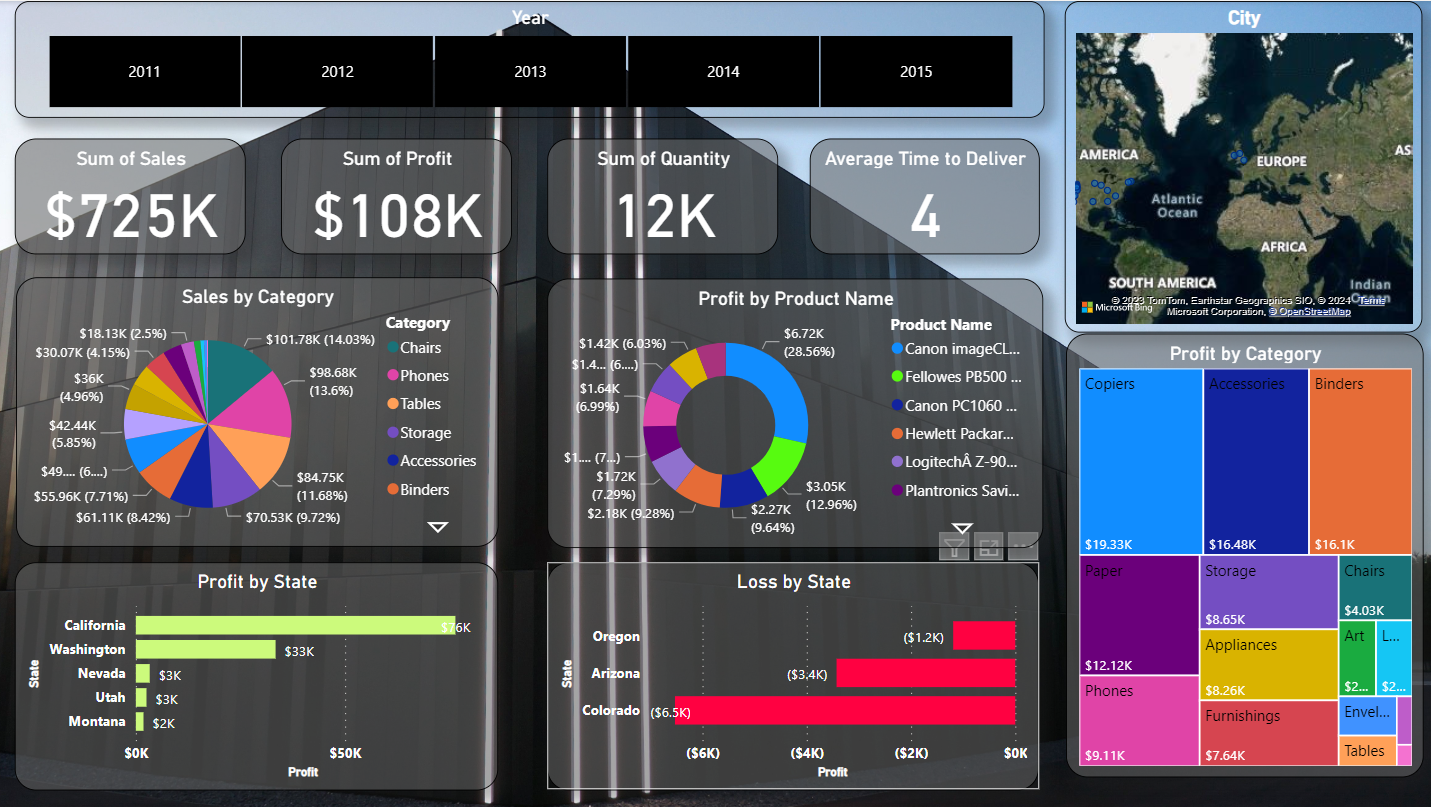 Year
2011
2012
2013
2014
2015
City
AMERICA
EUROPE
AS
Atlantic
Ocean
AFRICA
SOUTH AMERICA
Indian
Ocean
© 2023 TomTom, Earthstar Geographics SIO, © 2024
Microsoft Corporation, © OpenStreetMap
Terms
Microsoft Bing
Sum of Sales
$725K
Sum of Profit
$108K
Sum of Quantity
12K
Average Time to Deliver
4
Sales by Category
$18.13K (2.5%)
$30.07K (4.15%)
$36K
(4.96%)
$42.44K
(5.85%)
$49.... (6....)
$55.96K (7.71%)
$61.11K (8.42%)
$70.53K (9.72%)
$84.75K
(11.68%)
$98.68K
(13.6%)
$101.78K (14.03%)
Category
Chairs
Phones
Tables
Storage
Accessories
Binders
Profit by Product Name
$1.42K (6.03%)
$1.4... (6....)
$1.64K
(6.99%)
$1.... (7...)
$1.72K
(7.29%)
$2.18K (9.28%)
$2.27K
(9.64%)
$3.05K
(12.96%)
$6.72K
(28.56%)
Product Name
Canon imageCL...
Fellowes PB500 ...
Canon PC1060 ...
Hewlett Packar...
LogitechÂ Z-90...
Plantronics Savi...
Profit by Category
Copiers
$19.33K
Accessories
$16.48K
Binders
$16.1K
Paper
$12.12K
Phones
$9.11K
Storage
$8.65K
Appliances
$8.26K
Furnishings
$7.64K
Chairs
$4.03K
Art
$2...
L...
$2...
Envel...
Tables
Profit by State
State
California
$76K
Washington
$33K
Nevada
$3K
Utah
$3K
Montana
$2K
$0K
$50K
Profit
Loss by State
State
Oregon
($1.2K)
Arizona
($3.4K)
Colorado
($6.5K)
($6K)
($4K)
($2K)
$0K
Profit